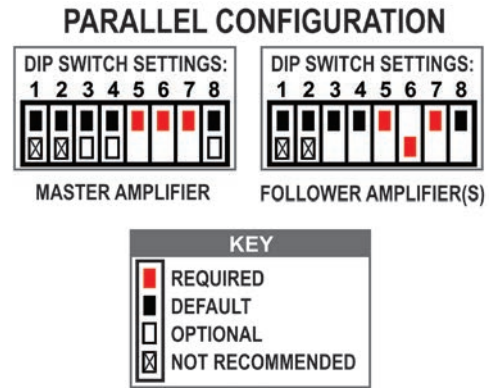 PARALLEL CONFIGURATION
DIP SWITCH SETTINGS:
1 2 3 4 5 6 7 8
MASTER AMPLIFIER
DIP SWITCH SETTINGS:
1 2 3 4 5 6 7 8
FOLLOWER AMPLIFIER(S)
KEY
REQUIRED
DEFAULT
OPTIONAL
NOT RECOMMENDED